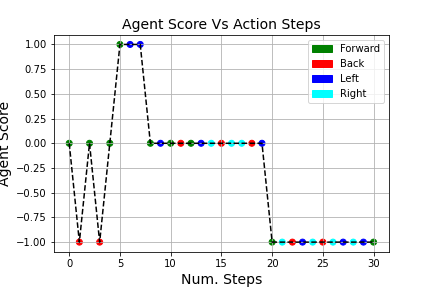 Agent Score Vs Action Steps
Agent Score
1.00
0.75
0.50
0.25
0.00
−0.25
−0.50
−0.75
−1.00
Forward
Back
Left
Right
0 5 10 15 20 25 30
Num. Steps